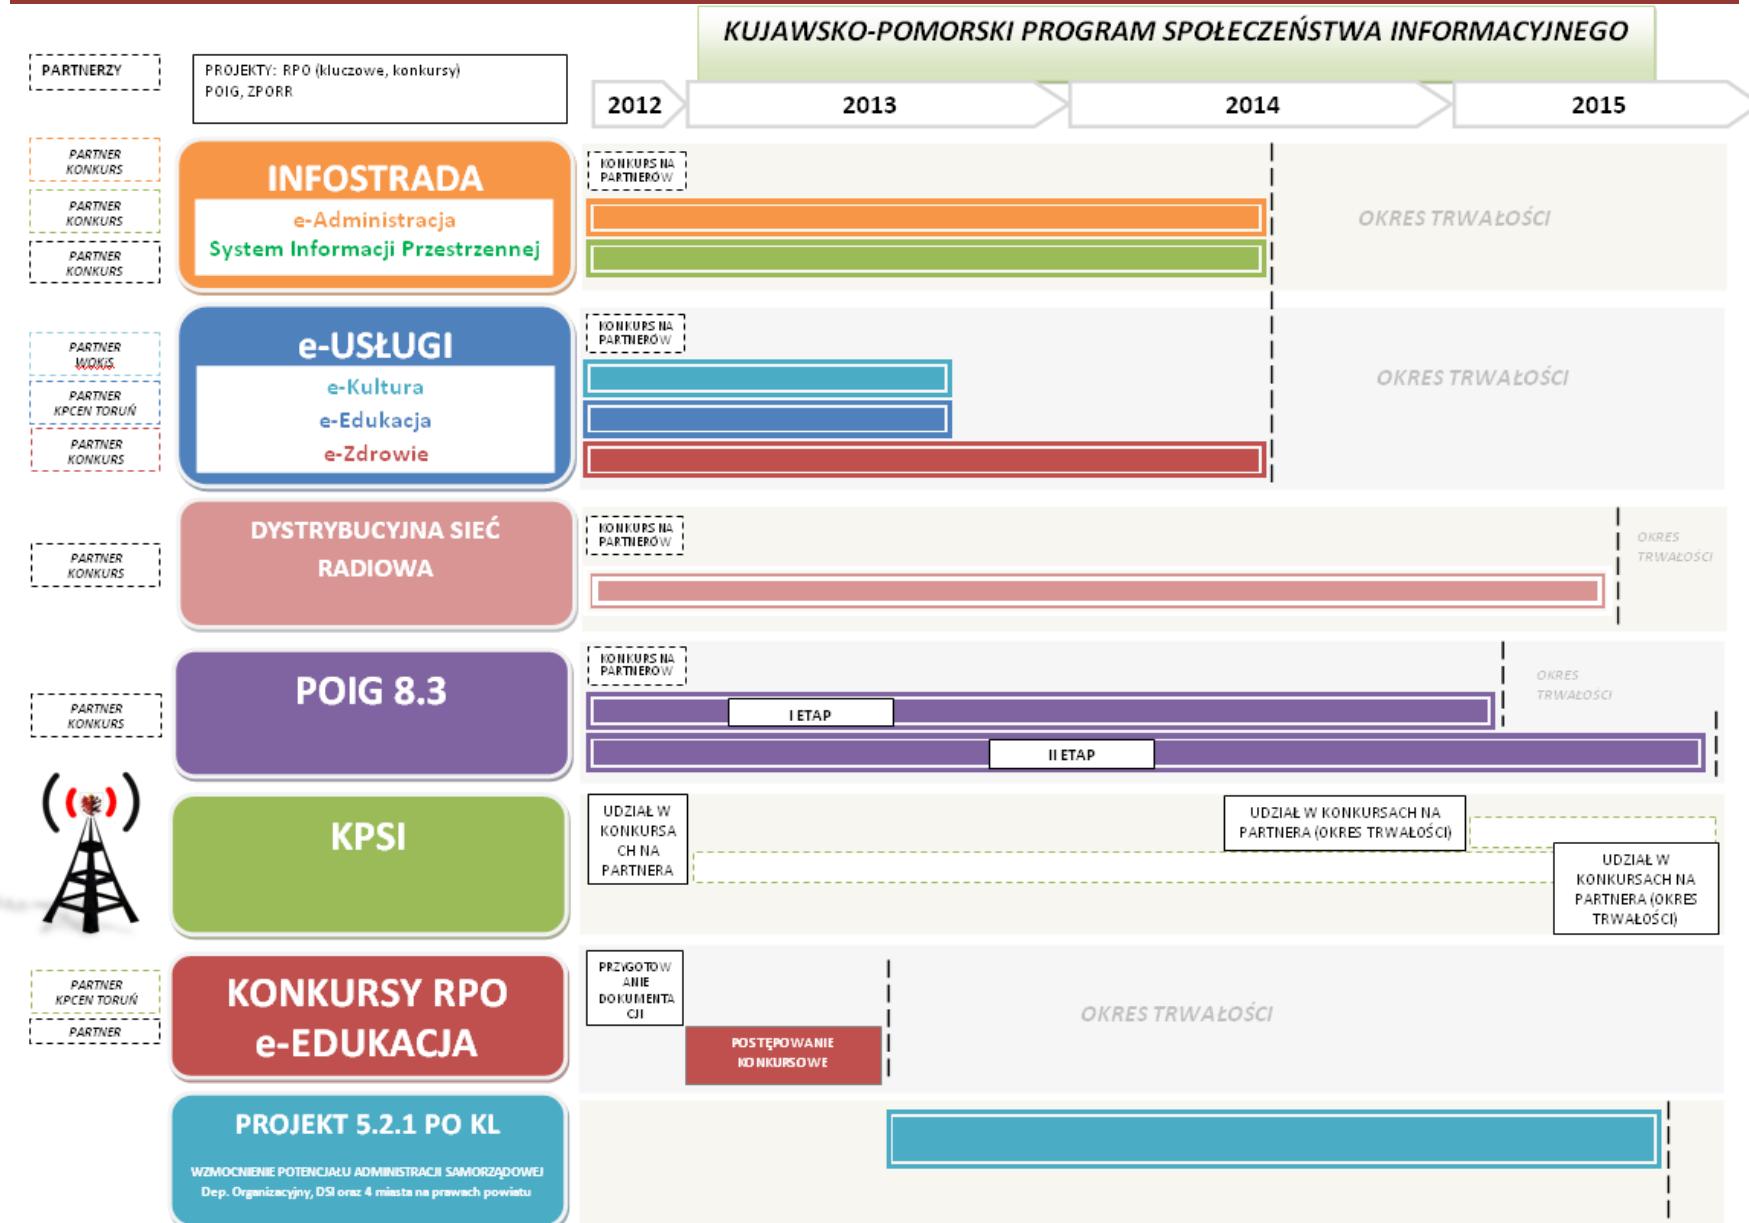 KUJAWSKO-POMORSKI PROGRAM SPOŁECZEŃSTWA INFORMACYJNEGO
PARTNERZY
PROJEKTY: RPO (kluczowe, konkursy)
POIG, ZPORR
2012
2013
2014
2015
PARTNER
KONKURS
PARTNER
KONKURS
PARTNER
KONKURS
INFOSTRADA
e-Administracja
System Informacji Przestrzennej
KONKURS NA
PARTNERÓW
OKRES TRWAŁOŚCI
PARTNER
WOKiS
PARTNER
KPCEN TORUŃ
PARTNER
KONKURS
e-USŁUGI
e-Kultura
e-Edukacja
e-Zdrowie
KONKURS NA
PARTNERÓW
OKRES TRWAŁOŚCI
PARTNER
KONKURS
DYSTRYBUCYJNA SIEĆ
RADIOWA
KONKURS NA
PARTNERÓW
OKRES
TRWAŁOŚCI
PARTNER
KONKURS
POIG 8.3
KONKURS NA
PARTNERÓW
I ETAP
II ETAP
OKRES
TRWAŁOŚCI
KPSI
UDZIAŁ W
KONKURSA
CH NA
PARTNERA
UDZIAŁ W KONKURSACH NA
PARTNERA (OKRES TRWAŁOŚCI)
UDZIAŁ W
KONKURSACH NA
PARTNERA (OKRES
TRWAŁOŚCI)
PARTNER
KPCEN TORUŃ
PARTNER
KONKURSY RPO
e-EDUKACJA
PRZYGOTOW
ANIE
DOKUMENTA
CJI
POSTĘPOWANIE
KONKURSOWE
OKRES TRWAŁOŚCI
PROJEKT 5.2.1 PO KL
WZMOCNIENIE POTENCJAŁU ADMINISTRACJI SAMORZĄDOWEJ
Dep. Organizacyjny, DSI oraz 4 miasta na prawach powiatu